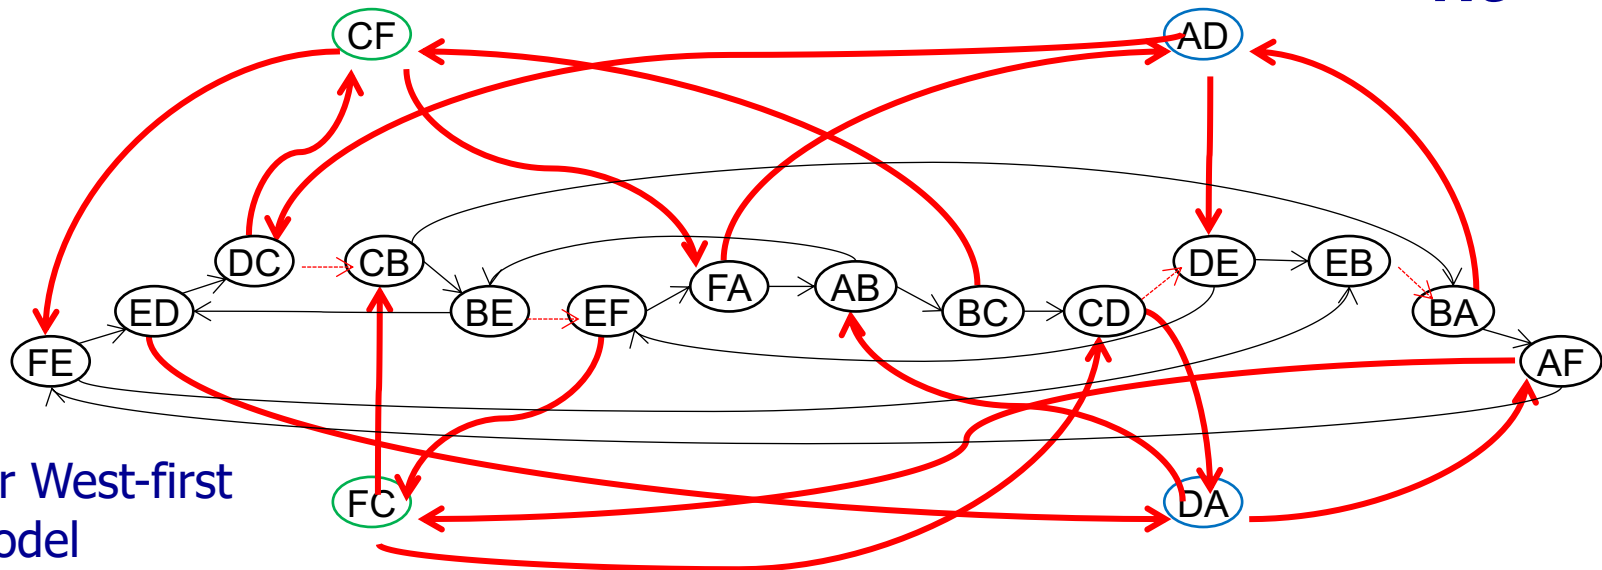 CF
AD
DC
CB
DE
EB
FA
AB
ED
BE
EF
BC
CD
BA
FE
AF
r West-first
FC
DA
odel